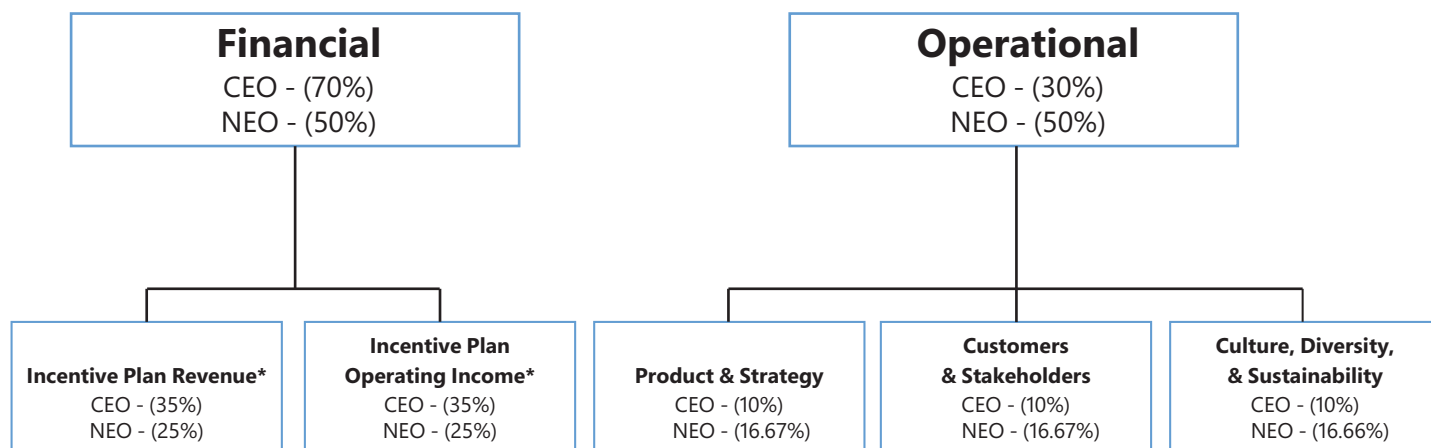 Financial
CEO - (70%)
NEO - (50%)
Operational
CEO - (30%)
NEO - (50%)
Incentive Plan Revenue*
CEO - (35%)
NEO - (25%)
Incentive Plan
Operating Income*
CEO - (35%)
NEO - (25%)
Product & Strategy
CEO - (10%)
NEO - (16.67%)
Customers
& Stakeholders
CEO - (10%)
NEO - (16.67%)
Culture, Diversity,
& Sustainability
CEO - (10%)
NEO - (16.66%)